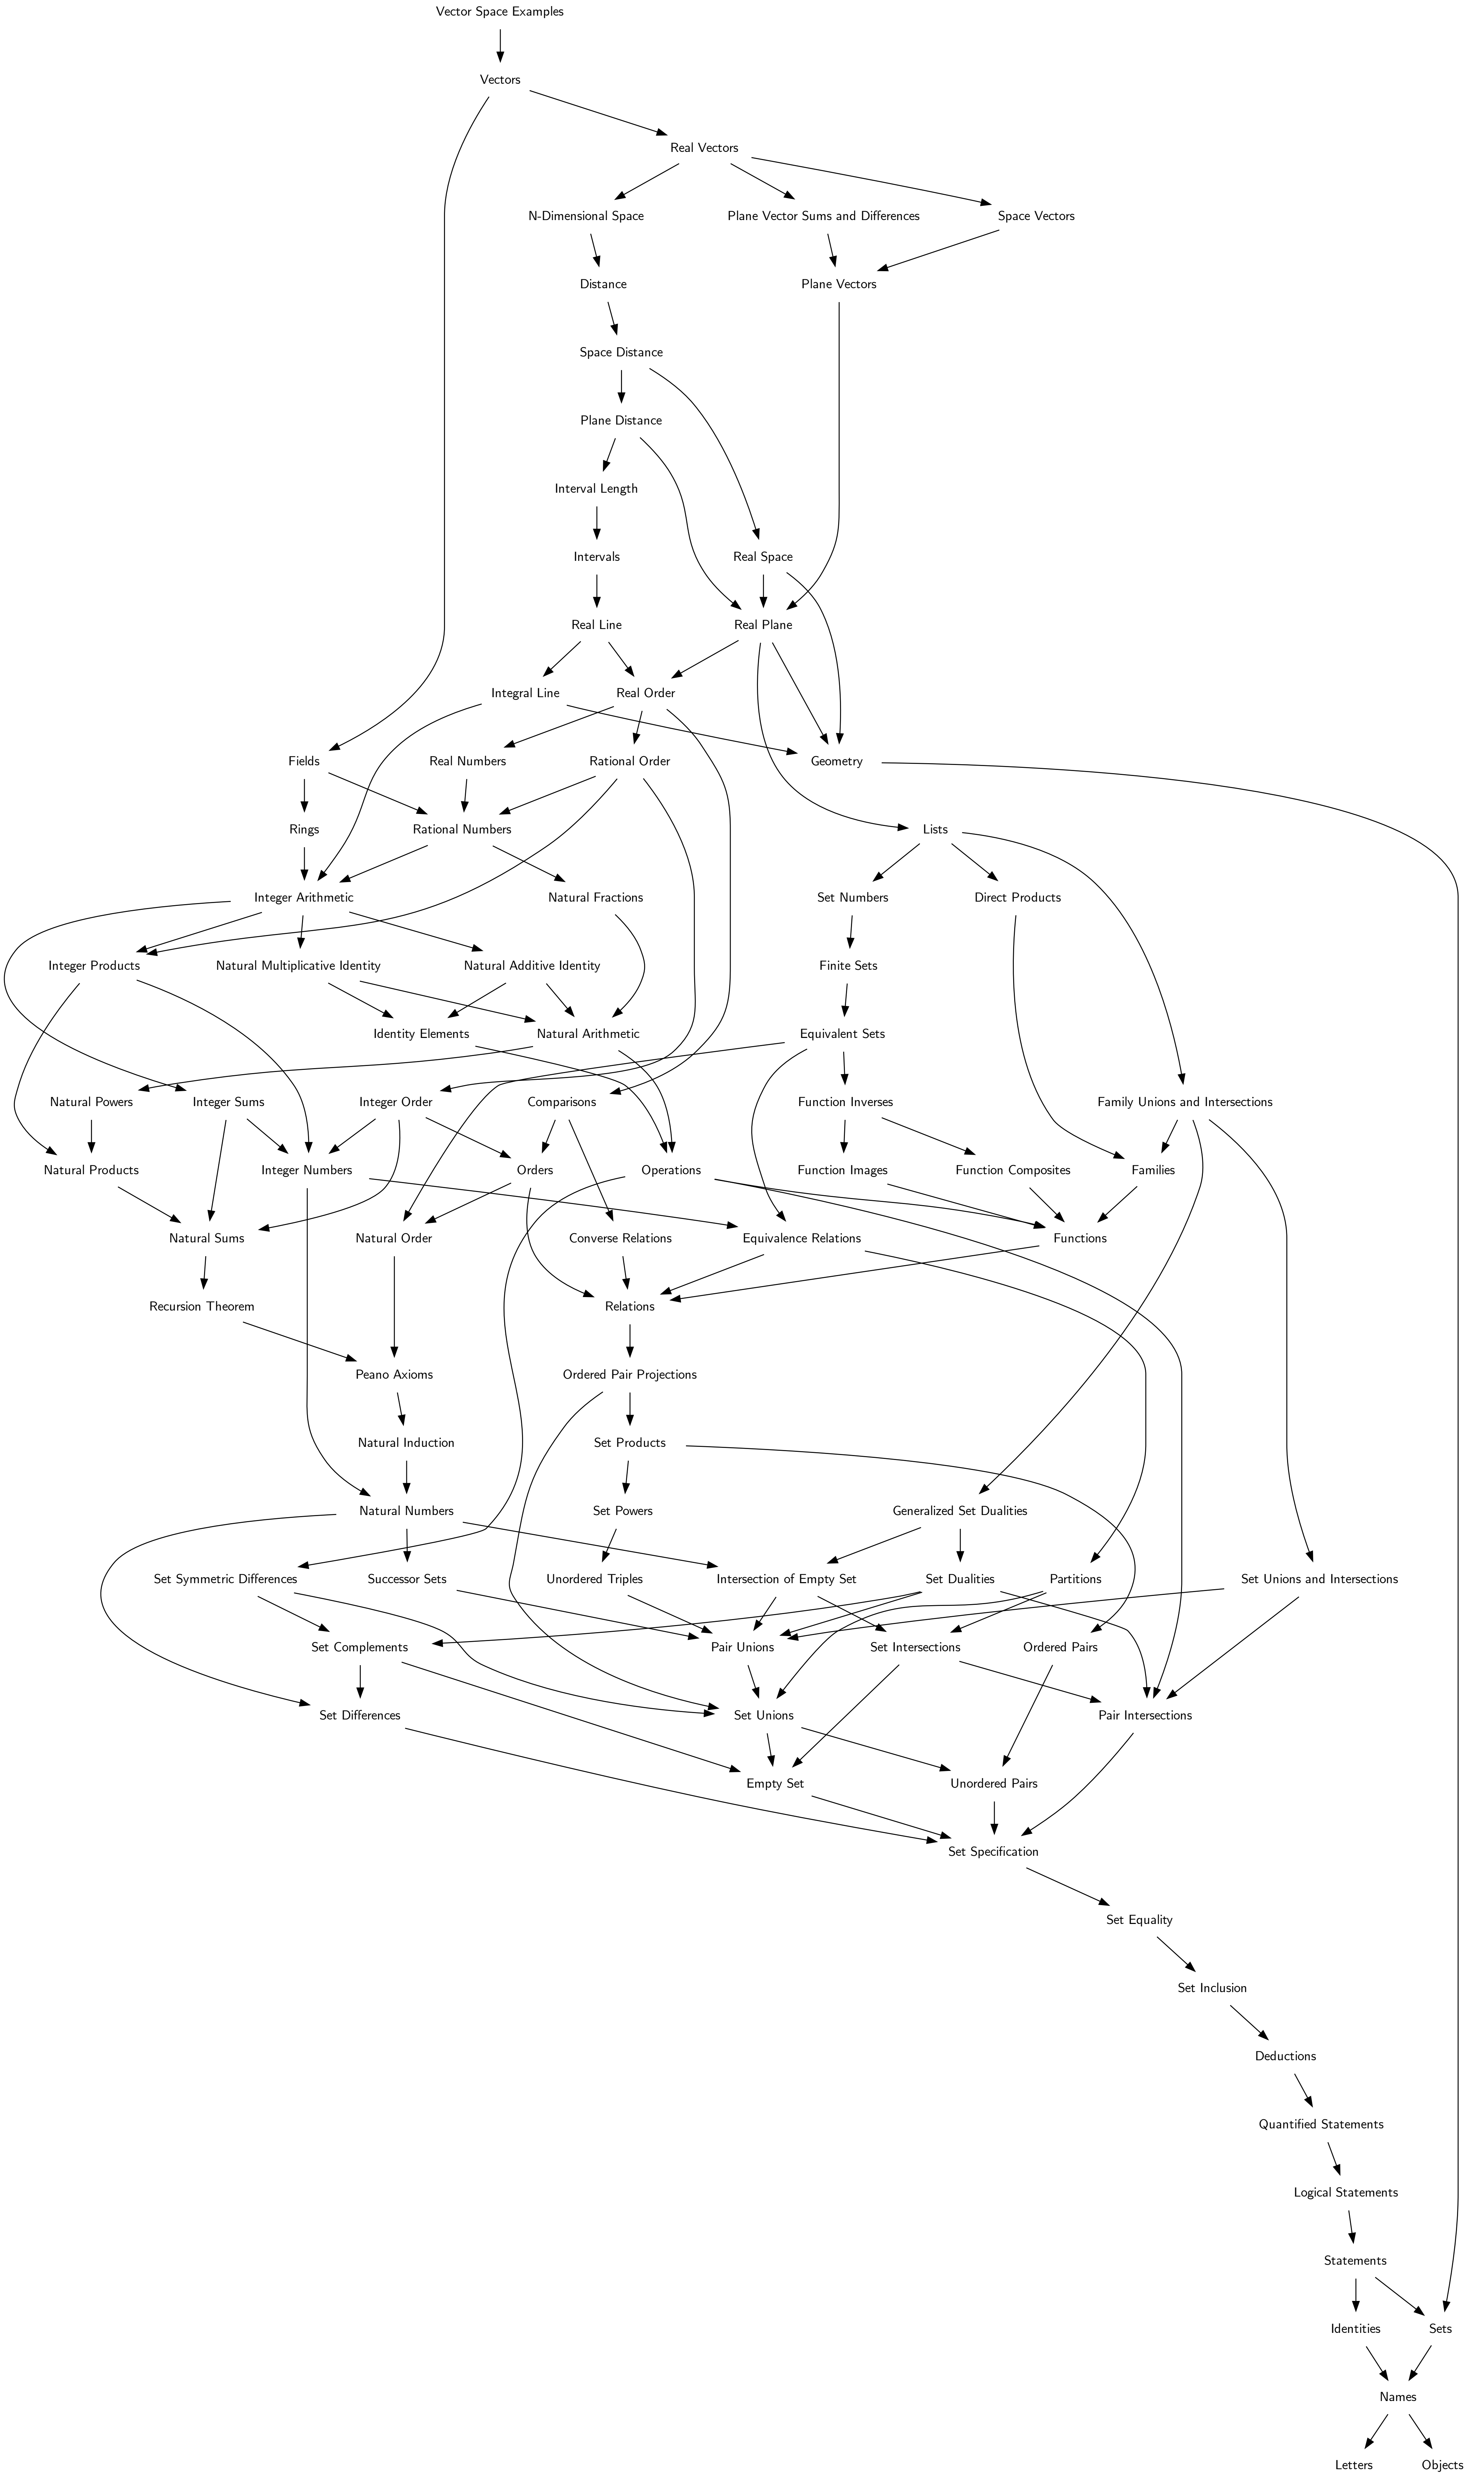 Vector Space Examples
Vectors
Real Vectors
N-Dimensional Space
Plane Vector Sums and Differences
Space Vectors
Distance
Plane Vectors
Space Distance
Plane Distance
Interval Length
Intervals
Real Space
Real Line
Real Plane
Integral Line
Real Order
Fields
Real Numbers
Rational Order
Geometry
Rings
Rational Numbers
Lists
Integer Arithmetic
Natural Fractions
Set Numbers
Direct Products
Integer Products
Natural Multiplicative Identity
Natural Additive Identity
Finite Sets
Identity Elements
Natural Arithmetic
Equivalent Sets
Natural Powers
Integer Sums
Integer Order
Comparisons
Function Inverses
Family Unions and Intersections
Natural Products
Integer Numbers
Orders
Operations
Function Images
Function Composites
Families
Natural Sums
Natural Order
Converse Relations
Equivalence Relations
Functions
Recursion Theorem
Relations
Peano Axioms
Ordered Pair Projections
Natural Induction
Set Products
Natural Numbers
Set Powers
Generalized Set Dualities
Set Symmetric Differences
Successor Sets
Unordered Triples
Intersection of Empty Set
Set Dualities
Partitions
Set Unions and Intersections
Set Complements
Pair Unions
Set Intersections
Ordered Pairs
Set Differences
Set Unions
Pair Intersections
Empty Set
Unordered Pairs
Set Specification
Set Equality
Set Inclusion
Deductions
Quantified Statements
Logical Statements
Statements
Identities
Sets
Names
Letters
Objects